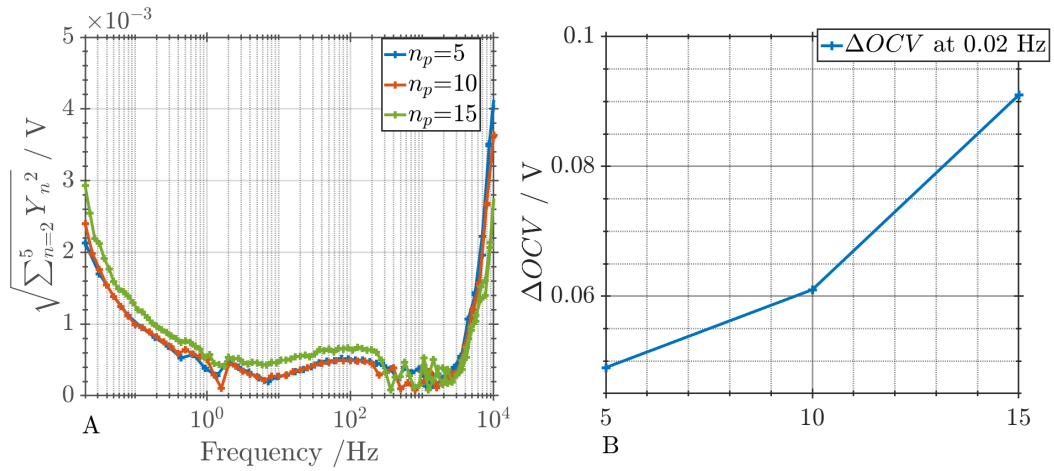 ×10⁻³
5
4
3
2
1
0
√∑⁵ₙ₌₂ Yₙ² / V
nₚ=5
nₚ=10
nₚ=15
10⁰
10²
10⁴
A
Frequency /Hz
0.1
0.08
0.06
ΔOCV / V
ΔOCV at 0.02 Hz
5
10
15
B